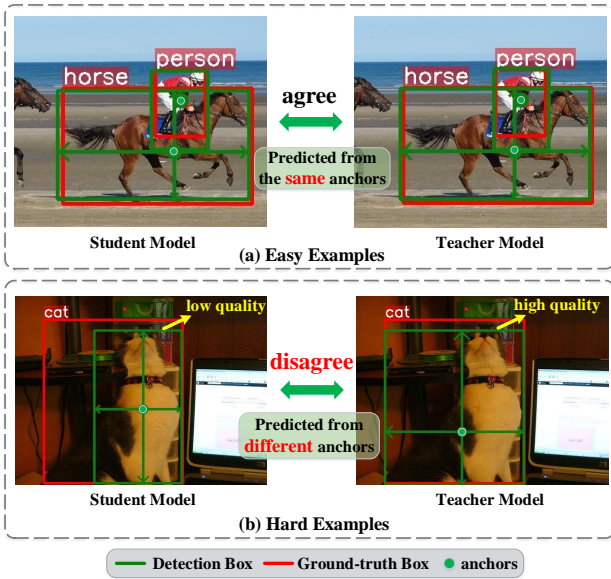 horse
person
agree
Predicted from
the same anchors
horse
person
Student Model
Teacher Model
(a) Easy Examples
cat
low quality
disagree
Predicted from
different anchors
cat
high quality
Student Model
Teacher Model
(b) Hard Examples
Detection Box
Ground-truth Box
anchors